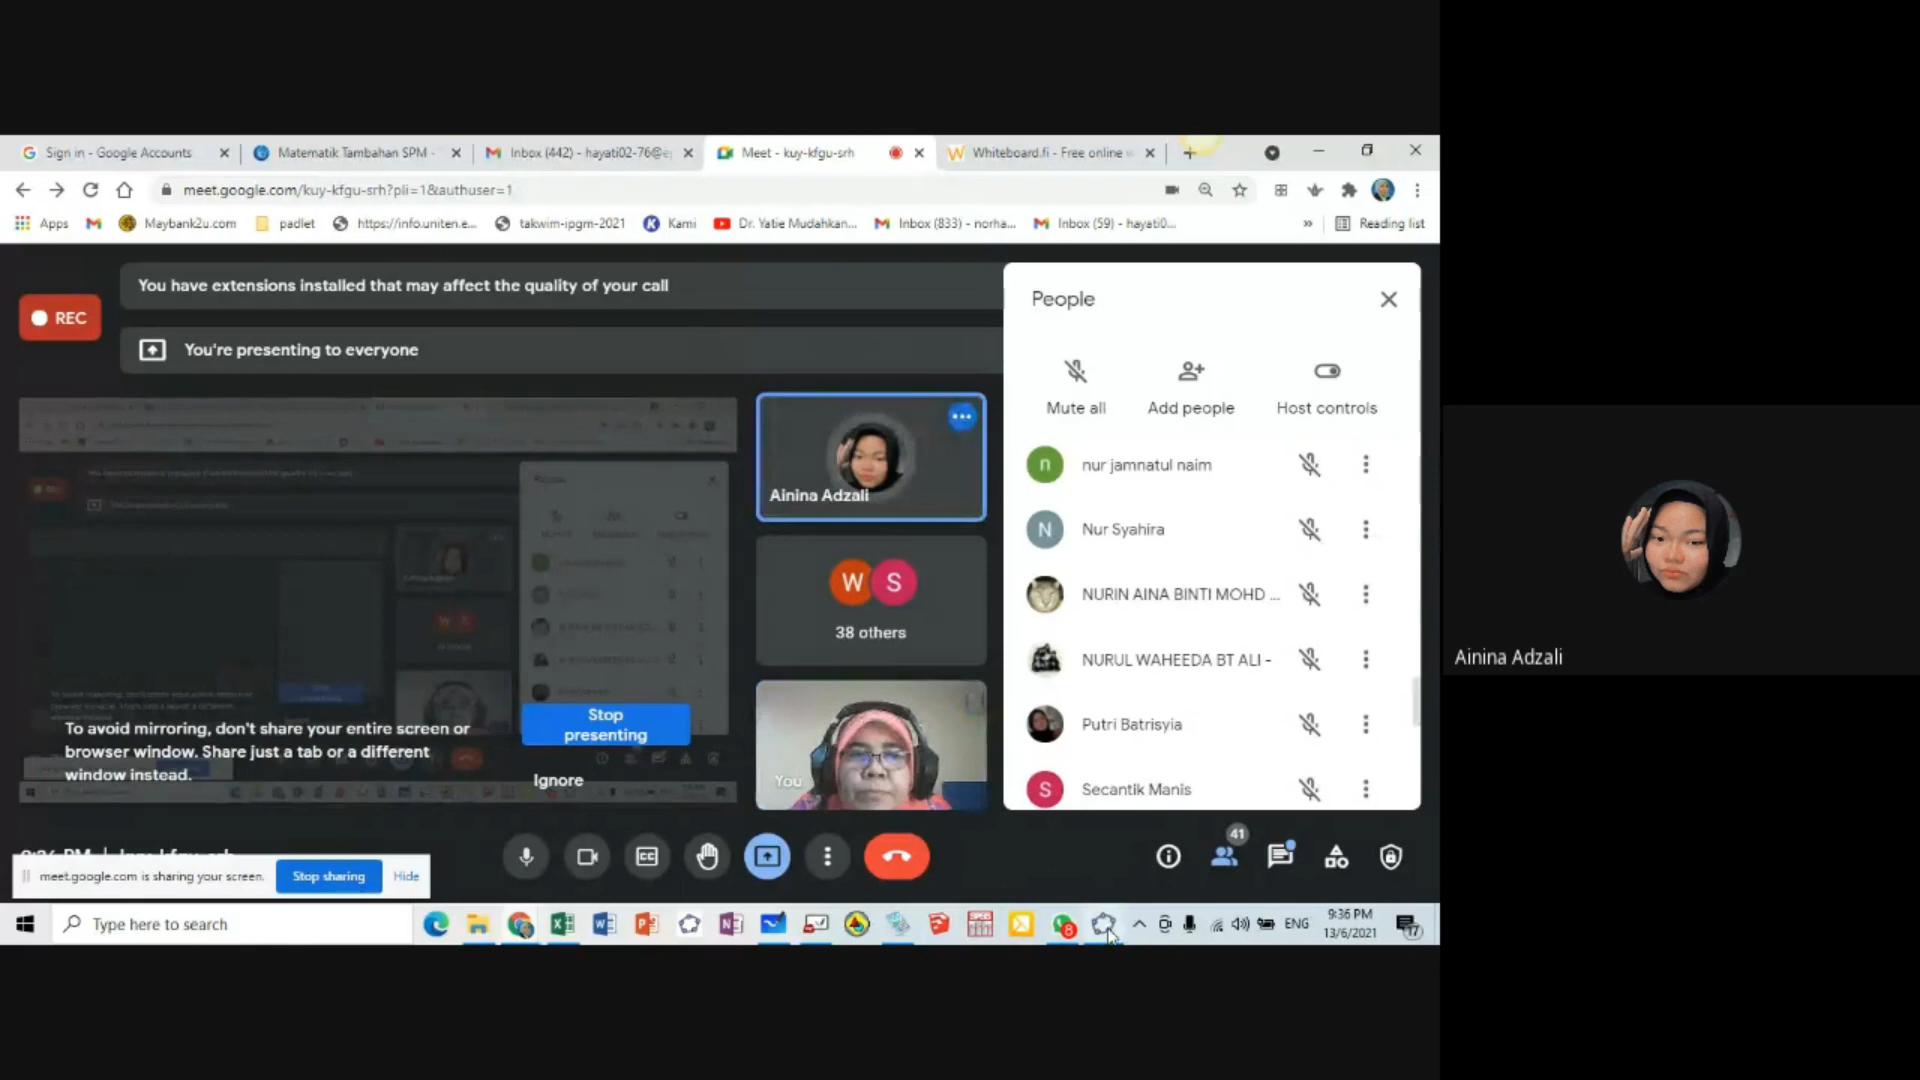 Sign in - Google Accounts
Matematik Tambahan SPM -
Inbox (442) - hayati02-76@e
Meet - kuy-kfgu-srh
Whiteboard.fi - Free online
meet.google.com/kuy-kfgu-srh?pli=1&authuser=1
Apps
Maybank2u.com
padlet
https://info.uniten.e...
takwim-ipgm-2021
Kami
Dr. Yatie Mudahkan...
Inbox (833) - norha...
Inbox (59) - hayati0...
»
Reading list
REC
You have extensions installed that may affect the quality of your call
You're presenting to everyone
To avoid mirroring, don't share your entire screen or
browser window. Share just a tab or a different
window instead.
Stop
presenting
Ignore
Ainina Adzali
W S
38 others
You
People
Mute all
Add people
Host controls
n nur jamnatul naim
N Nur Syahira
NURIN AINA BINTI MOHD ...
NURUL WAHEEDA BT ALI -
Putri Batrisyia
S Secantik Manis
Ainina Adzali
CC
41
meet.google.com is sharing your screen.
Stop sharing
Hide
Type here to search
8
ENG
9:36 PM
13/6/2021
17